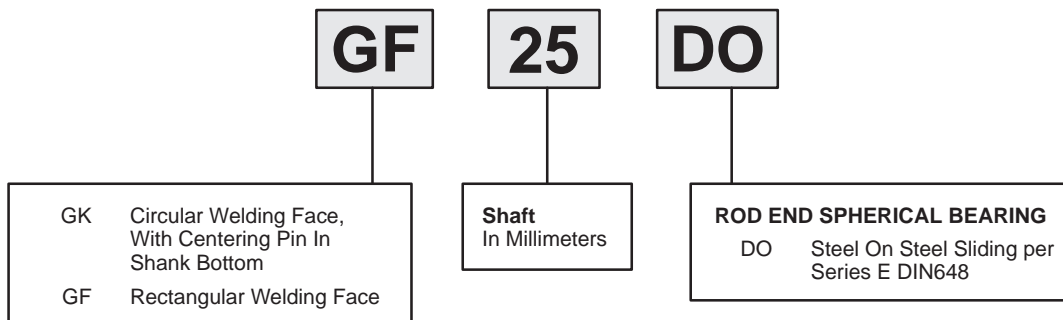 GF 25 DO
GK Circular Welding Face,
With Centering Pin In
Shank Bottom
GF Rectangular Welding Face
Shaft
In Millimeters
ROD END SPHERICAL BEARING
DO Steel On Steel Sliding per
Series E DIN648